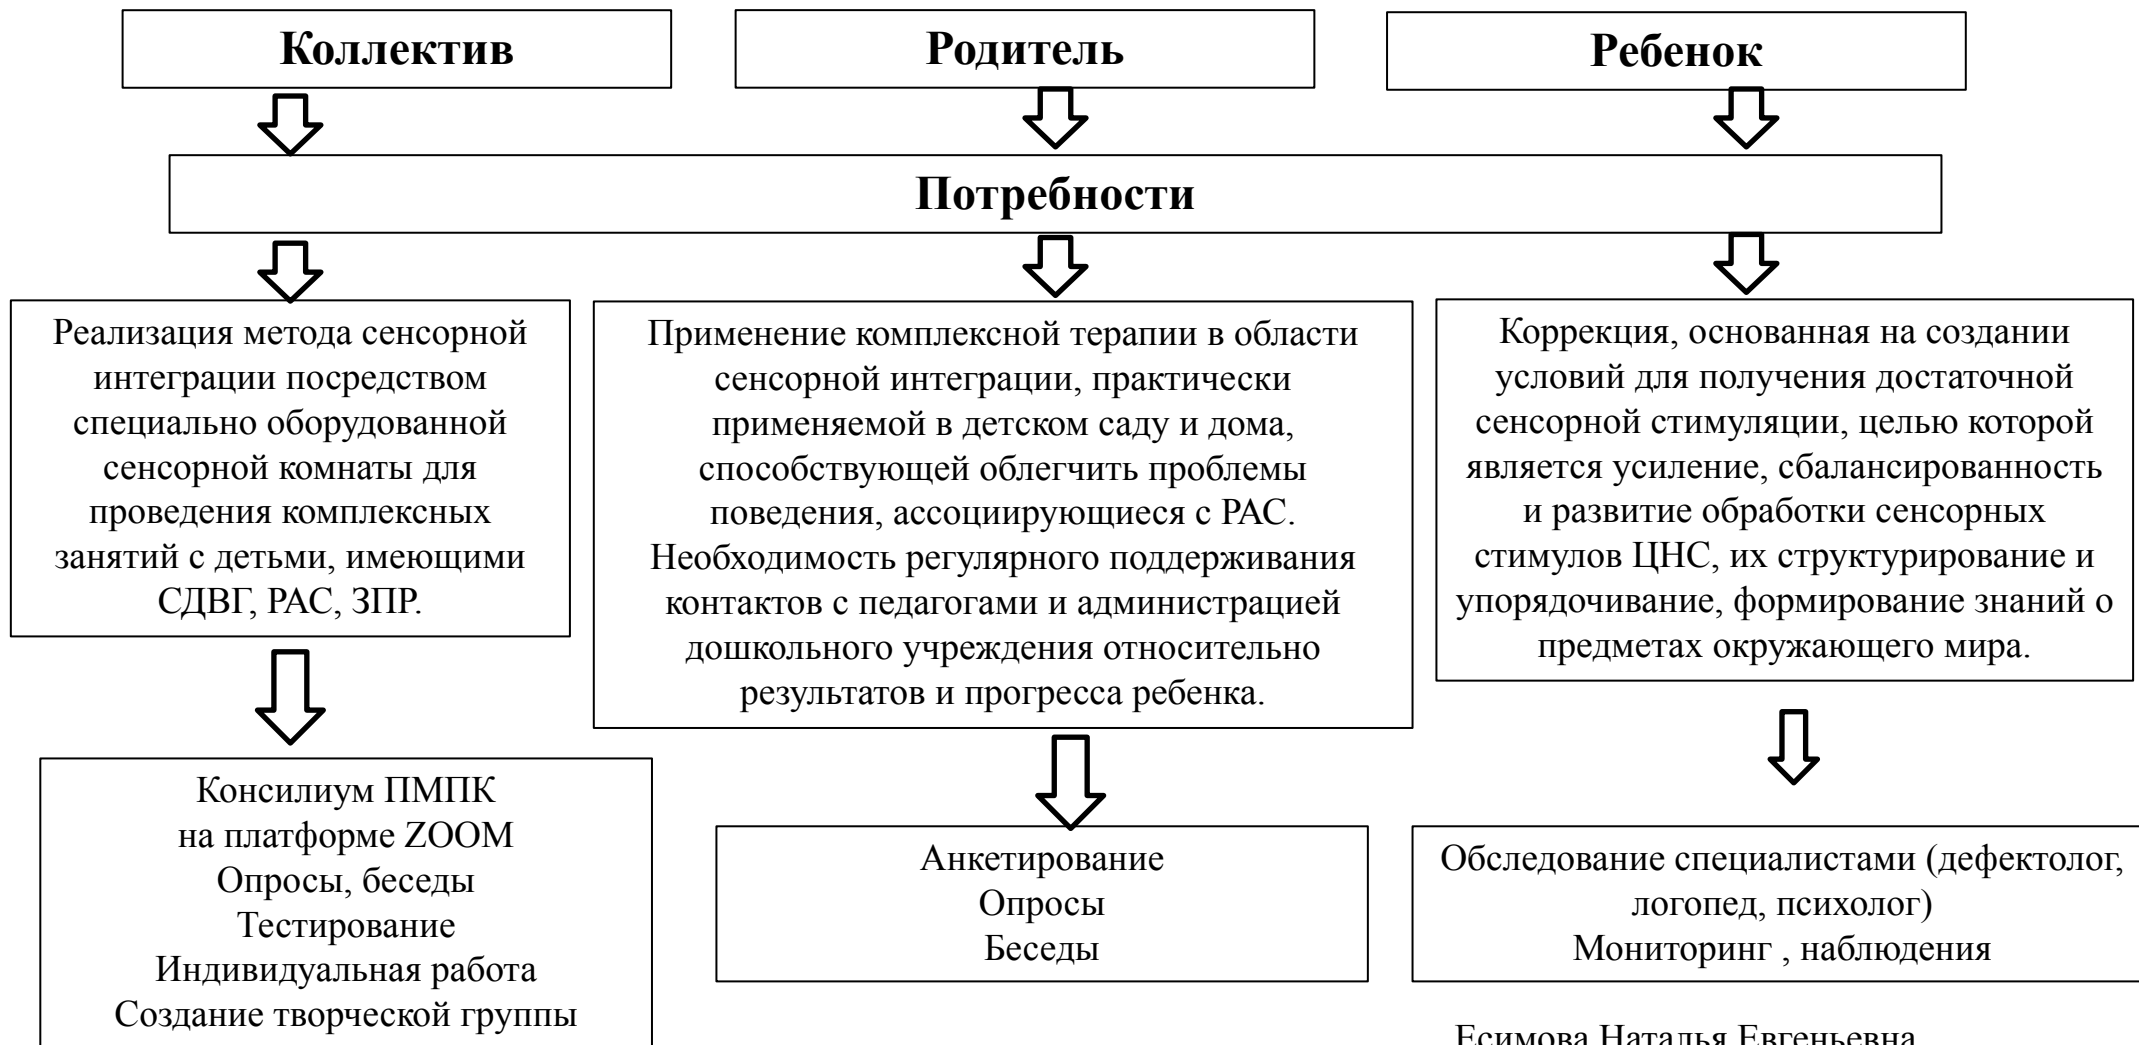 Коллектив
Родитель
Ребенок
Потребности
Реализация метода сенсорной
интеграции посредством
специально оборудованной
сенсорной комнаты для
проведения комплексных
занятий с детьми, имеющими
СДВГ, РАС, ЗПР.
Применение комплексной терапии в области
сенсорной интеграции, практически
применяемой в детском саду и дома,
способствующей облегчить проблемы
поведения, ассоциирующиеся с РАС.
Необходимость регулярного поддерживания
контактов с педагогами и администрацией
дошкольного учреждения относительно
результатов и прогресса ребенка.
Коррекция, основанная на создании
условий для получения достаточной
сенсорной стимуляции, целью которой
является усиление, сбалансированность
и развитие обработки сенсорных
стимулов ЦНС, их структурирование и
упорядочивание, формирование знаний о
предметах окружающего мира.
Консилиум ПМПК
на платформе ZOOM
Опросы, беседы
Тестирование
Индивидуальная работа
Создание творческой группы
Анкетирование
Опросы
Беседы
Обследование специалистами (дефектолог,
логопед, психолог)
Мониторинг , наблюдения
Есимова Наталья Евгеньевна